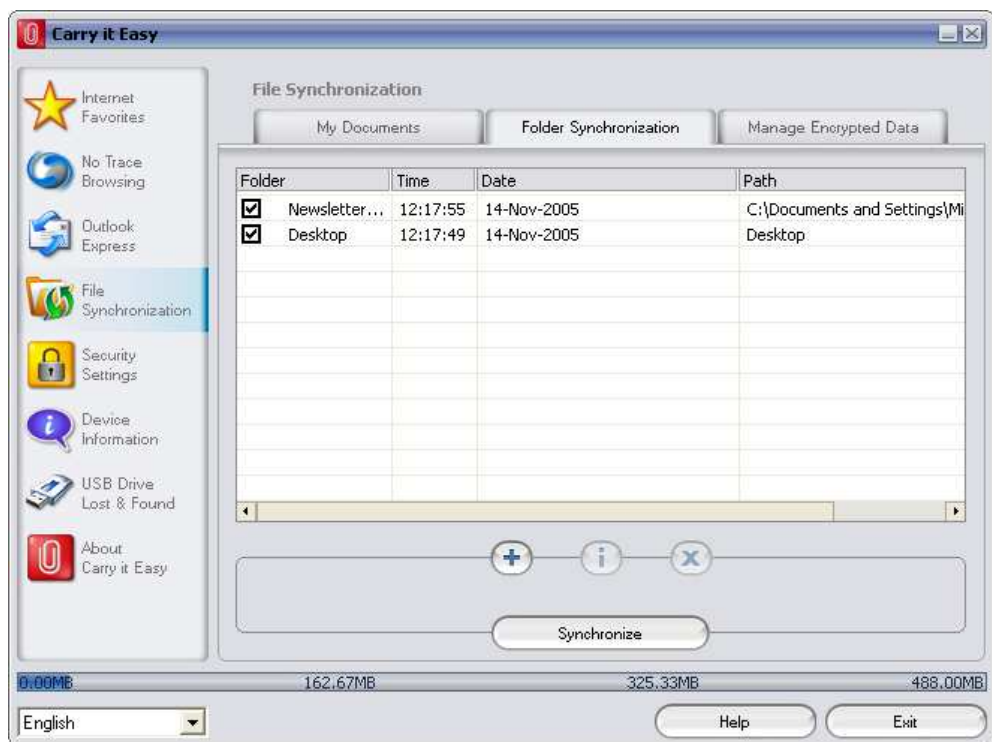 Carry it Easy
Internet
Favorites
No Trace
Browsing
Outlook
Express
File
Synchronization
Security
Settings
Device
Information
USB Drive
Lost & Found
About
Carry it Easy
File Synchronization
My Documents
Folder Synchronization
Manage Encrypted Data
Folder Time Date Path
Newsletter... 12:17:55 14-Nov-2005 C:\Documents and Settings\Mi
Desktop 12:17:49 14-Nov-2005 Desktop
Synchronize
0.00MB 162.67MB 325.33MB 488.00MB
English
Help
Exit